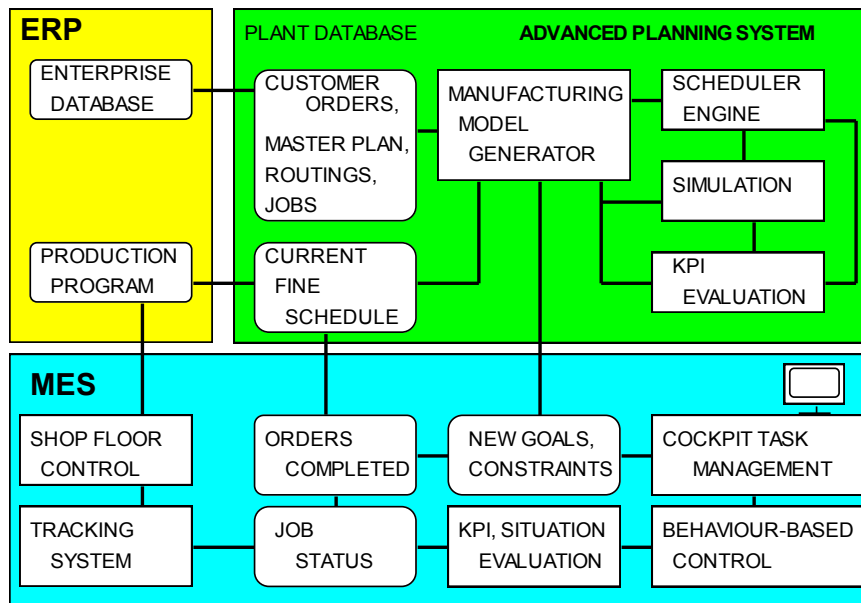 ERP
PLANT DATABASE
ADVANCED PLANNING SYSTEM
ENTERPRISE
DATABASE
CUSTOMER
ORDERS,
MASTER PLAN,
ROUTINGS,
JOBS
MANUFACTURING
MODEL
GENERATOR
SCHEDULER
ENGINE
SIMULATION
PRODUCTION
PROGRAM
CURRENT
FINE
SCHEDULE
KPI
EVALUATION
MES
SHOP FLOOR
CONTROL
ORDERS
COMPLETED
NEW GOALS,
CONSTRAINTS
COCKPIT TASK
MANAGEMENT
TRACKING
SYSTEM
JOB
STATUS
KPI, SITUATION
EVALUATION
BEHAVIOUR-BASED
CONTROL